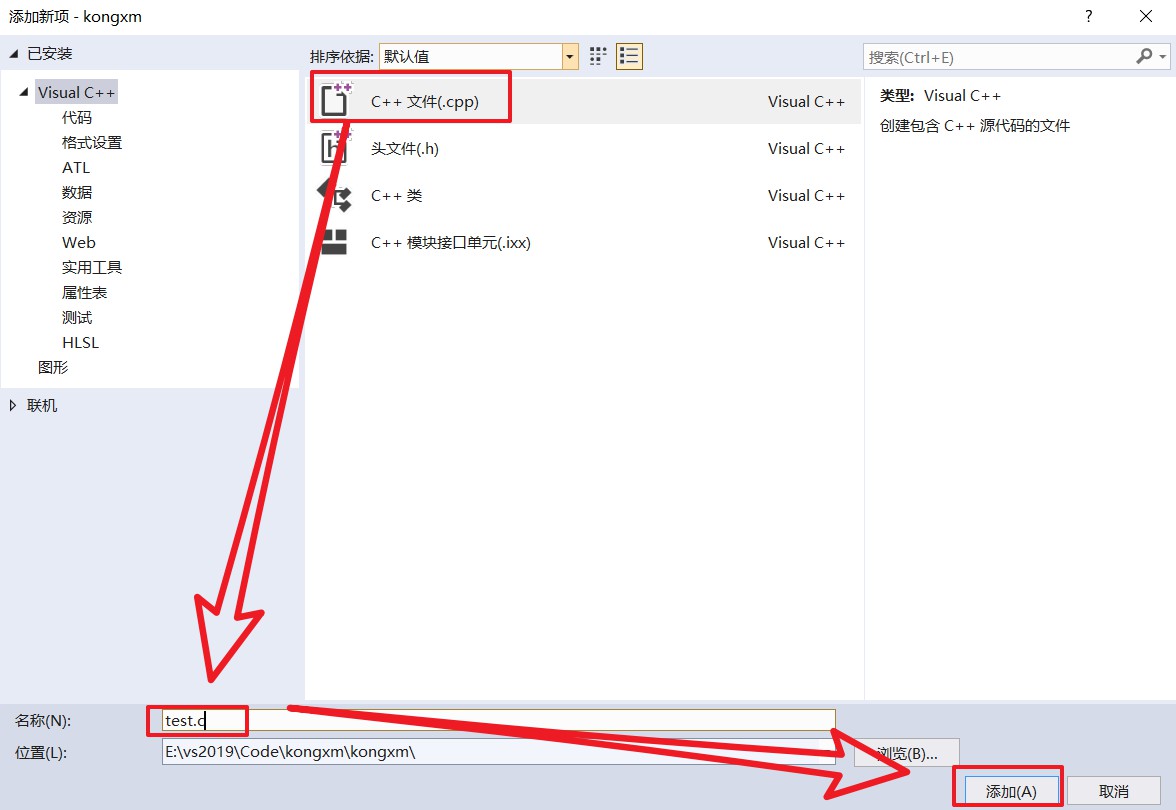 添加新项 - kongxm
?
已安装
排序依据: 默认值
搜索(Ctrl+E)
Visual C++
代码
格式设置
ATL
数据
资源
Web
实用工具
属性表
测试
HLSL
图形
联机
C++ 文件(.cpp) Visual C++
头文件(.h) Visual C++
C++ 类 Visual C++
C++ 模块接口单元(.ixx) Visual C++
类型: Visual C++
创建包含 C++ 源代码的文件
名称(N): test.c
位置(L): E:\vs2019\Code\kongxm\kongxm\
浏览(B)...
添加(A) 取消